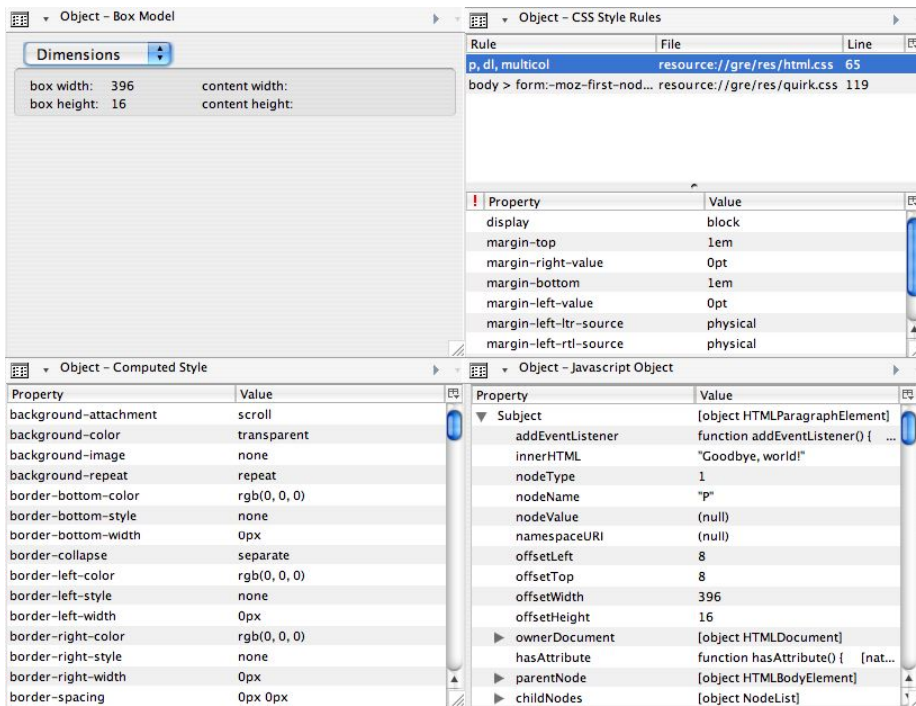 Object - Box Model
Dimensions
box width: 396 content width:
box height: 16 content height:
Object - CSS Style Rules
Rule File Line
p, dl, multicol resource://gre/res/html.css 65
body > form:-moz-first-nod... resource://gre/res/quirk.css 119
! Property Value
display block
margin-top 1em
margin-right-value 0pt
margin-bottom 1em
margin-left-value 0pt
margin-left-ltr-source physical
margin-left-rtl-source physical
Object - Computed Style
Property Value
background-attachment scroll
background-color transparent
background-image none
background-repeat repeat
border-bottom-color rgb(0, 0, 0)
border-bottom-style none
border-bottom-width 0px
border-collapse separate
border-left-color rgb(0, 0, 0)
border-left-style none
border-left-width 0px
border-right-color rgb(0, 0, 0)
border-right-style none
border-right-width 0px
border-spacing 0px 0px
Object - Javascript Object
Property Value
Subject [object HTMLParagraphElement]
addEventListener function addEventListener() { ...
innerHTML "Goodbye, world!"
nodeType 1
nodeName "P"
nodeValue (null)
namespaceURI (null)
offsetLeft 8
offsetTop 8
offsetWidth 396
offsetHeight 16
ownerDocument [object HTMLDocument]
hasAttribute function hasAttribute() { [nat...
parentNode [object HTMLBodyElement]
childNodes [object NodeList]